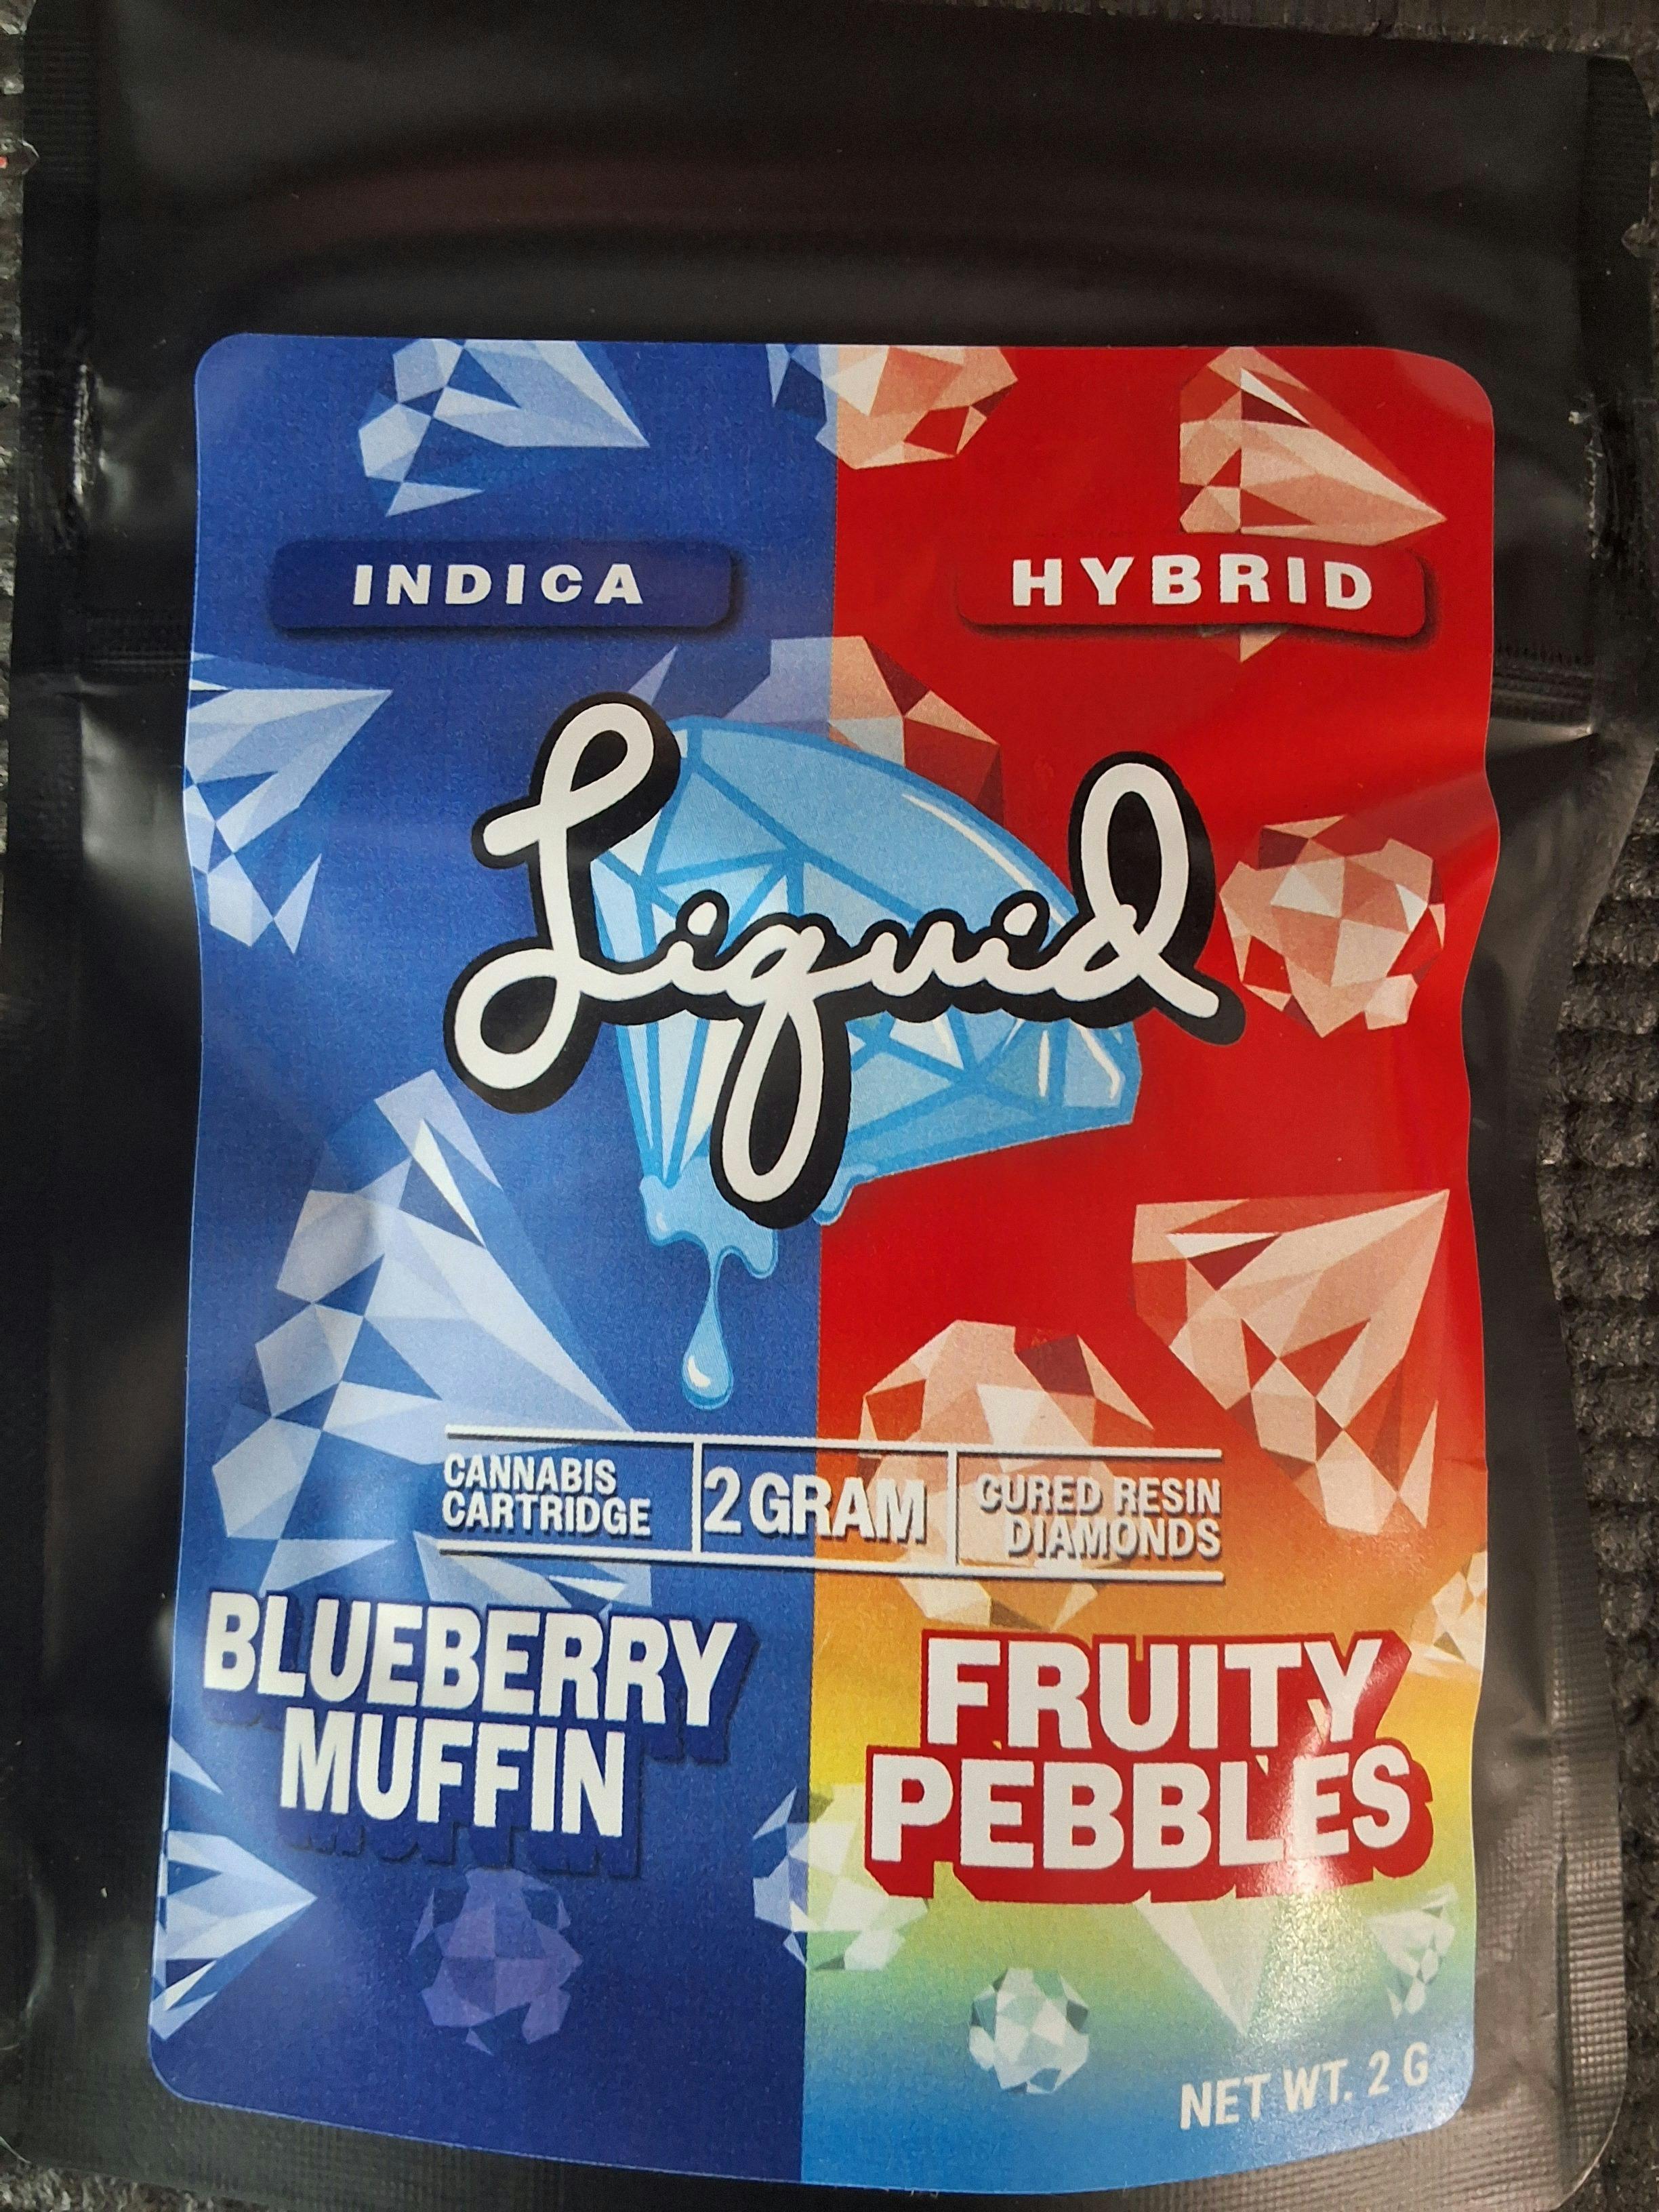 INDICA
HYBRID
Liquid
CANNABIS
CARTRIDGE
2 GRAM
CURED RESIN
DIAMONDS
BLUEBERRY
MUFFIN
FRUITY
PEBBLES
NET WT. 2 G